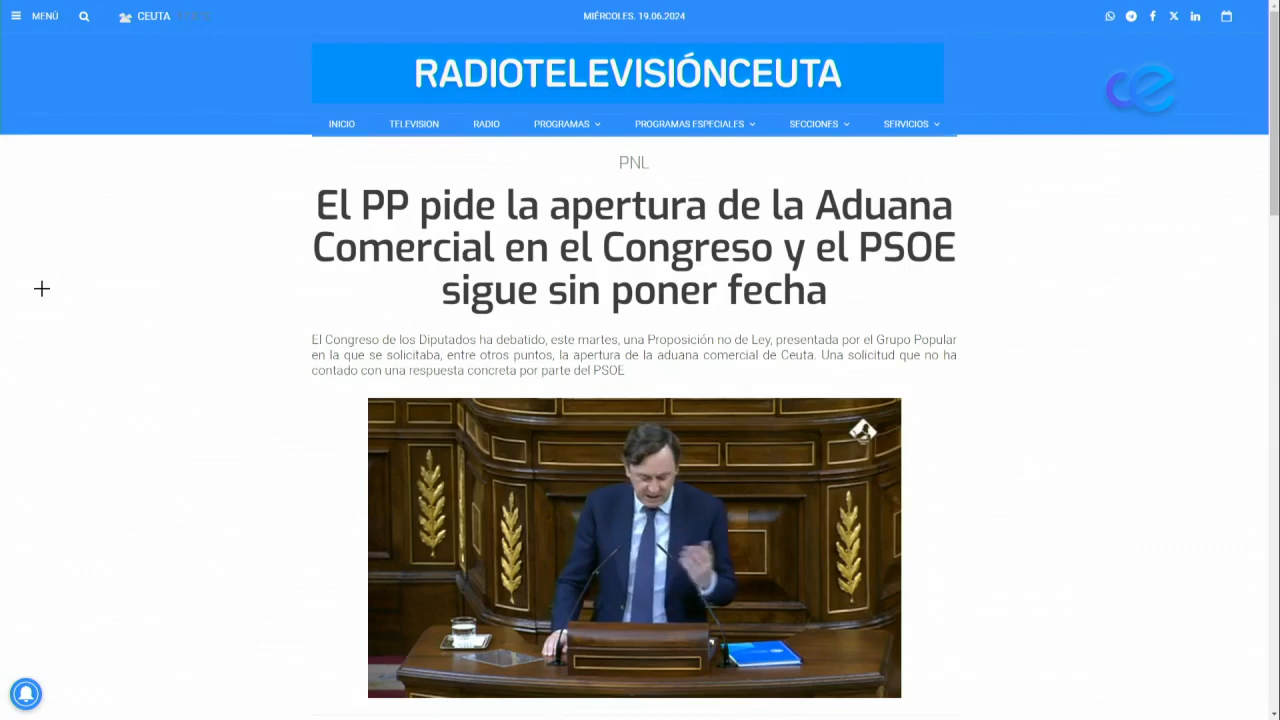 MENÚ
CEUTA
MIÉRCOLES. 19.06.2024
RADIOTELEVISIÓNCEUTA
ce
INICIO
TELEVISION
RADIO
PROGRAMAS
PROGRAMAS ESPECIALES
SECCIONES
SERVICIOS
PNL
El PP pide la apertura de la Aduana
Comercial en el Congreso y el PSOE
sigue sin poner fecha
El Congreso de los Diputados ha debatido, este martes, una Proposición no de Ley, presentada por el Grupo Popular
en la que se solicitaba, entre otros puntos, la apertura de la aduana comercial de Ceuta. Una solicitud que no ha
contado con una respuesta concreta por parte del PSOE